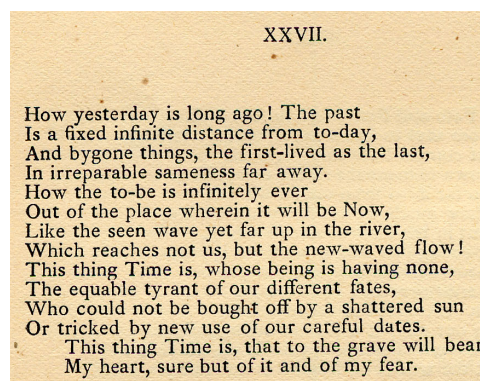 XXVII.
How yesterday is long ago! The past
Is a fixed infinite distance from to-day,
And bygone things, the first-lived as the last,
In irreparable sameness far away.
How the to-be is infinitely ever
Out of the place wherein it will be Now,
Like the seen wave yet far up in the river,
Which reaches not us, but the new-waved flow!
This thing Time is, whose being is having none,
The equable tyrant of our different fates,
Who could not be bought off by a shattered sun
Or tricked by new use of our careful dates.
This thing Time is, that to the grave will bear
My heart, sure but of it and of my fear.